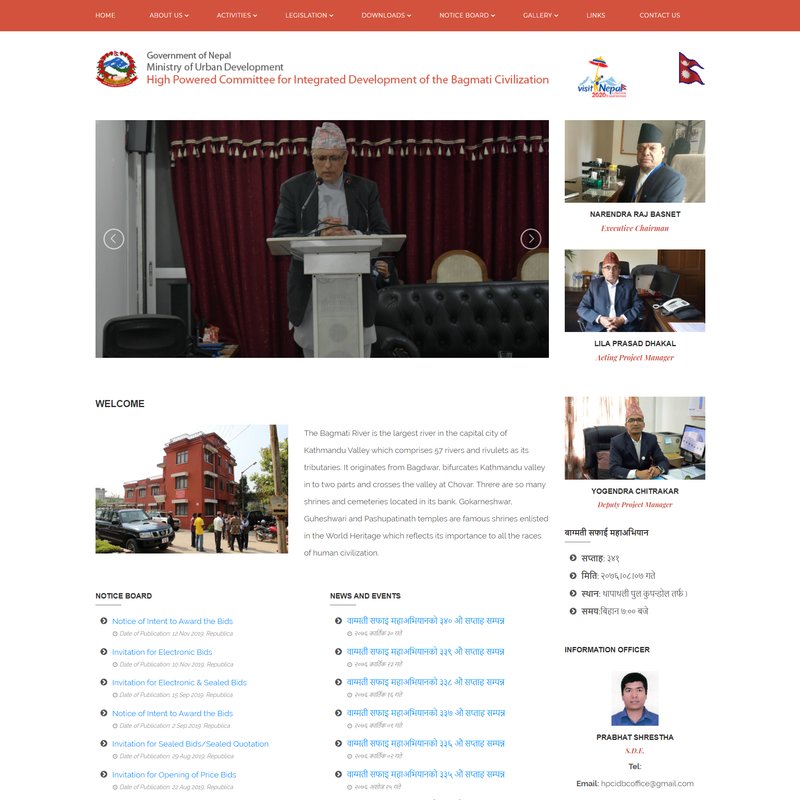 HOME ABOUT US ACTIVITIES LEGISLATION DOWNLOADS NOTICE BOARD GALLERY LINKS CONTACT US
Government of Nepal
Ministry of Urban Development
High Powered Committee for Integrated Development of the Bagmati Civilization
visit Nepal
2020
NARENDRA RAJ BASNET
Executive Chairman
LILA PRASAD DHAKAL
Acting Project Manager
WELCOME
The Bagmati River is the largest river in the capital city of
Kathmandu Valley which comprises 57 rivers and rivulets as its
tributaries. It originates from Bagdwar, bifurcates Kathmandu valley
in to two parts and crosses the valley at Chovar. Threre are so many
shrines and cemeteries located in its bank. Gokarneshwar,
Guheshwari and Pashupatinath temples are famous shrines enlisted
in the World Heritage which reflects its importance to all the races
of human civilization.
YOGENDRA CHITRAKAR
Deputy Project Manager
बाग्मती सफाई महाअभियान
सप्ताह: ३४१
मिति: २०७६।०८।०७ गते
स्थान: थापाथली पुल कुपन्डोल तर्फ )
समय:बिहान ७:०० बजे
NOTICE BOARD
Notice of Intent to Award the Bids
Date of Publication: 12 Nov 2019 Republica
Invitation for Electronic Bids
Date of Publication: 10 Nov 2019 Republica
Invitation for Electronic & Sealed Bids
Date of Publication: 15 Sep 2019 Republica
Notice of Intent to Award the Bids
Date of Publication: 2 Sep 2019 Republica
Invitation for Sealed Bids/Sealed Quotation
Date of Publication: 29 Aug 2019 Republica
Invitation for Opening of Price Bids
Date of Publication: 22 Aug 2019 Republica
NEWS AND EVENTS
वाग्मती सफाइ महाअभियानको ३४० औ सप्ताह सम्पन्न
२०७६ कार्तिक ३० गते
वाग्मती सफाइ महाअभियानको ३३९ औ सप्ताह सम्पन्न
२०७६ कार्तिक २३ गते
वाग्मती सफाइ महाअभियानको ३३८ औ सप्ताह सम्पन्न
२०७६ कार्तिक १६ गते
वाग्मती सफाइ महाअभियानको ३३७ औ सप्ताह सम्पन्न
२०७६ कार्तिक ०९ गते
वाग्मती सफाइ महाअभियानको ३३६ औ सप्ताह सम्पन्न
२०७६ कार्तिक ०२ गते
वाग्मती सफाइ महाअभियानको ३३५ औ सप्ताह सम्पन्न
२०७६ असोज २५ गते
INFORMATION OFFICER
PRABHAT SHRESTHA
S.D.E.
Tel:
Email: hpcidbcoffice@gmail.com